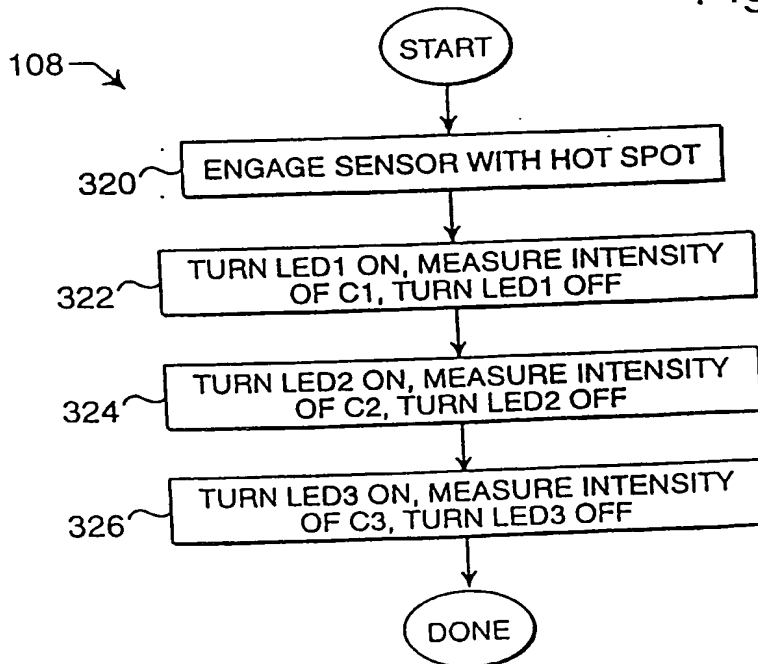 START
108
ENGAGE SENSOR WITH HOT SPOT
320
TURN LED1 ON, MEASURE INTENSITY
OF C1, TURN LED1 OFF
322
TURN LED2 ON, MEASURE INTENSITY
OF C2, TURN LED2 OFF
324
TURN LED3 ON, MEASURE INTENSITY
OF C3, TURN LED3 OFF
326
DONE